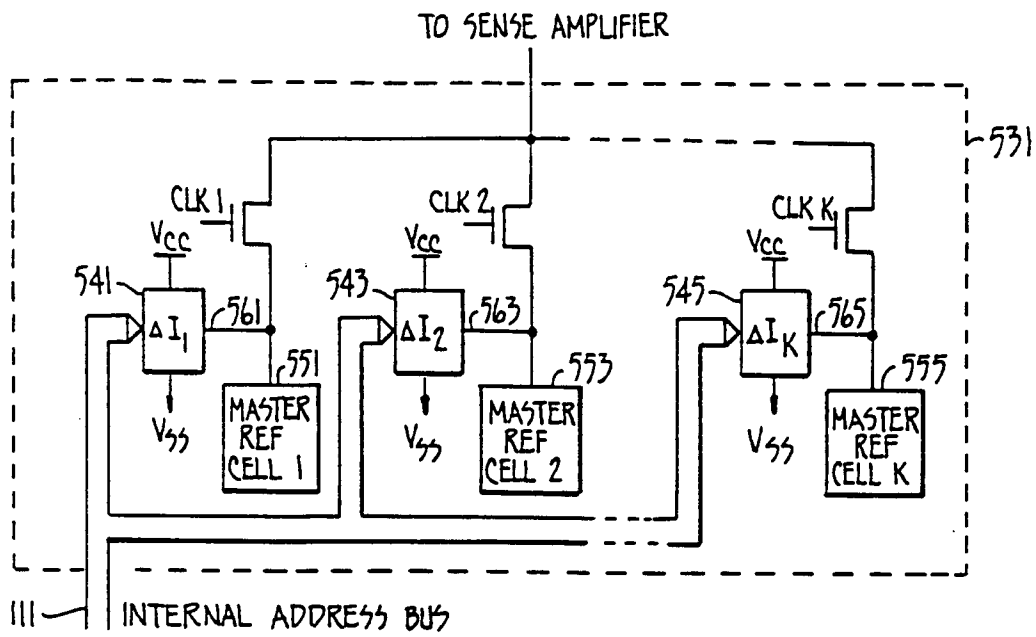 TO SENSE AMPLIFIER
531
CLK 1
CLK 2
CLK K
VCC
VCC
VCC
541
543
545
ΔI1
561
ΔI2
563
ΔIK
565
551
553
555
VSS
VSS
VSS
MASTER
REF
CELL 1
MASTER
REF
CELL 2
MASTER
REF
CELL K
111
INTERNAL ADDRESS BUS